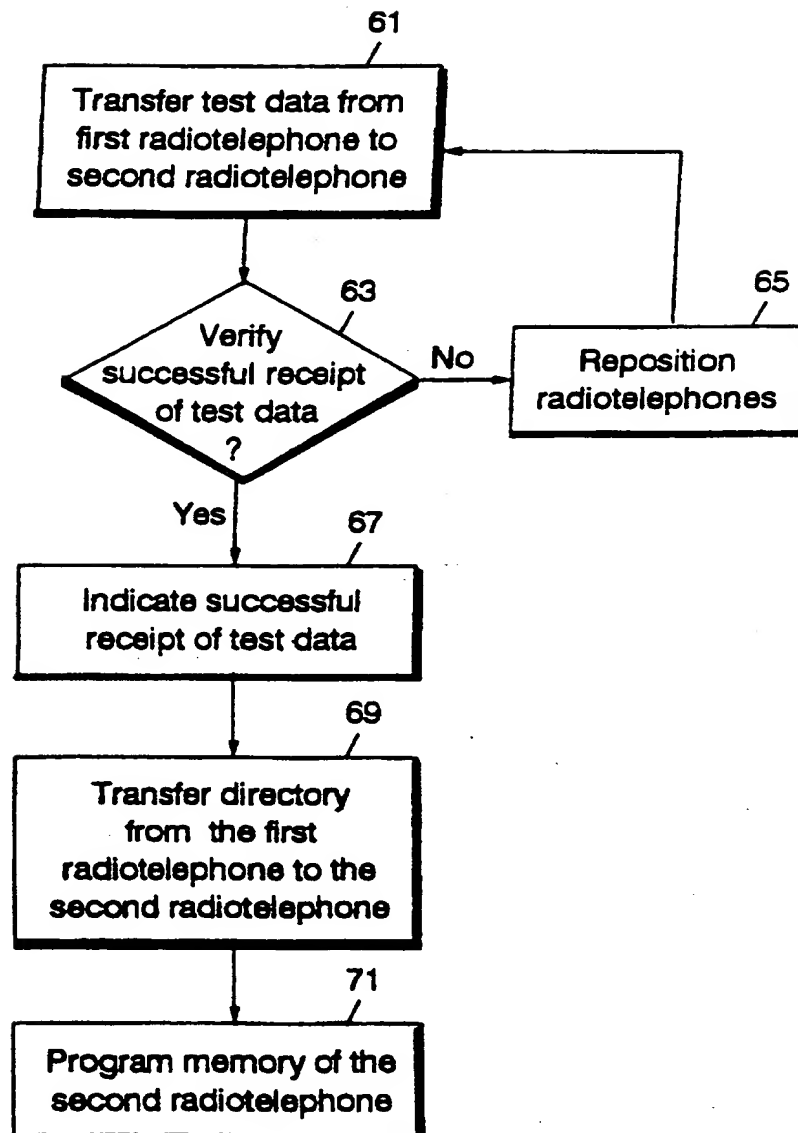 61
Transfer test data from
first radiotelephone to
second radiotelephone
63
Verify
successful receipt
of test data
?
No
65
Reposition
radiotelephones
Yes
67
Indicate successful
receipt of test data
69
Transfer directory
from the first
radiotelephone to the
second radiotelephone
71
Program memory of the
second radiotelephone